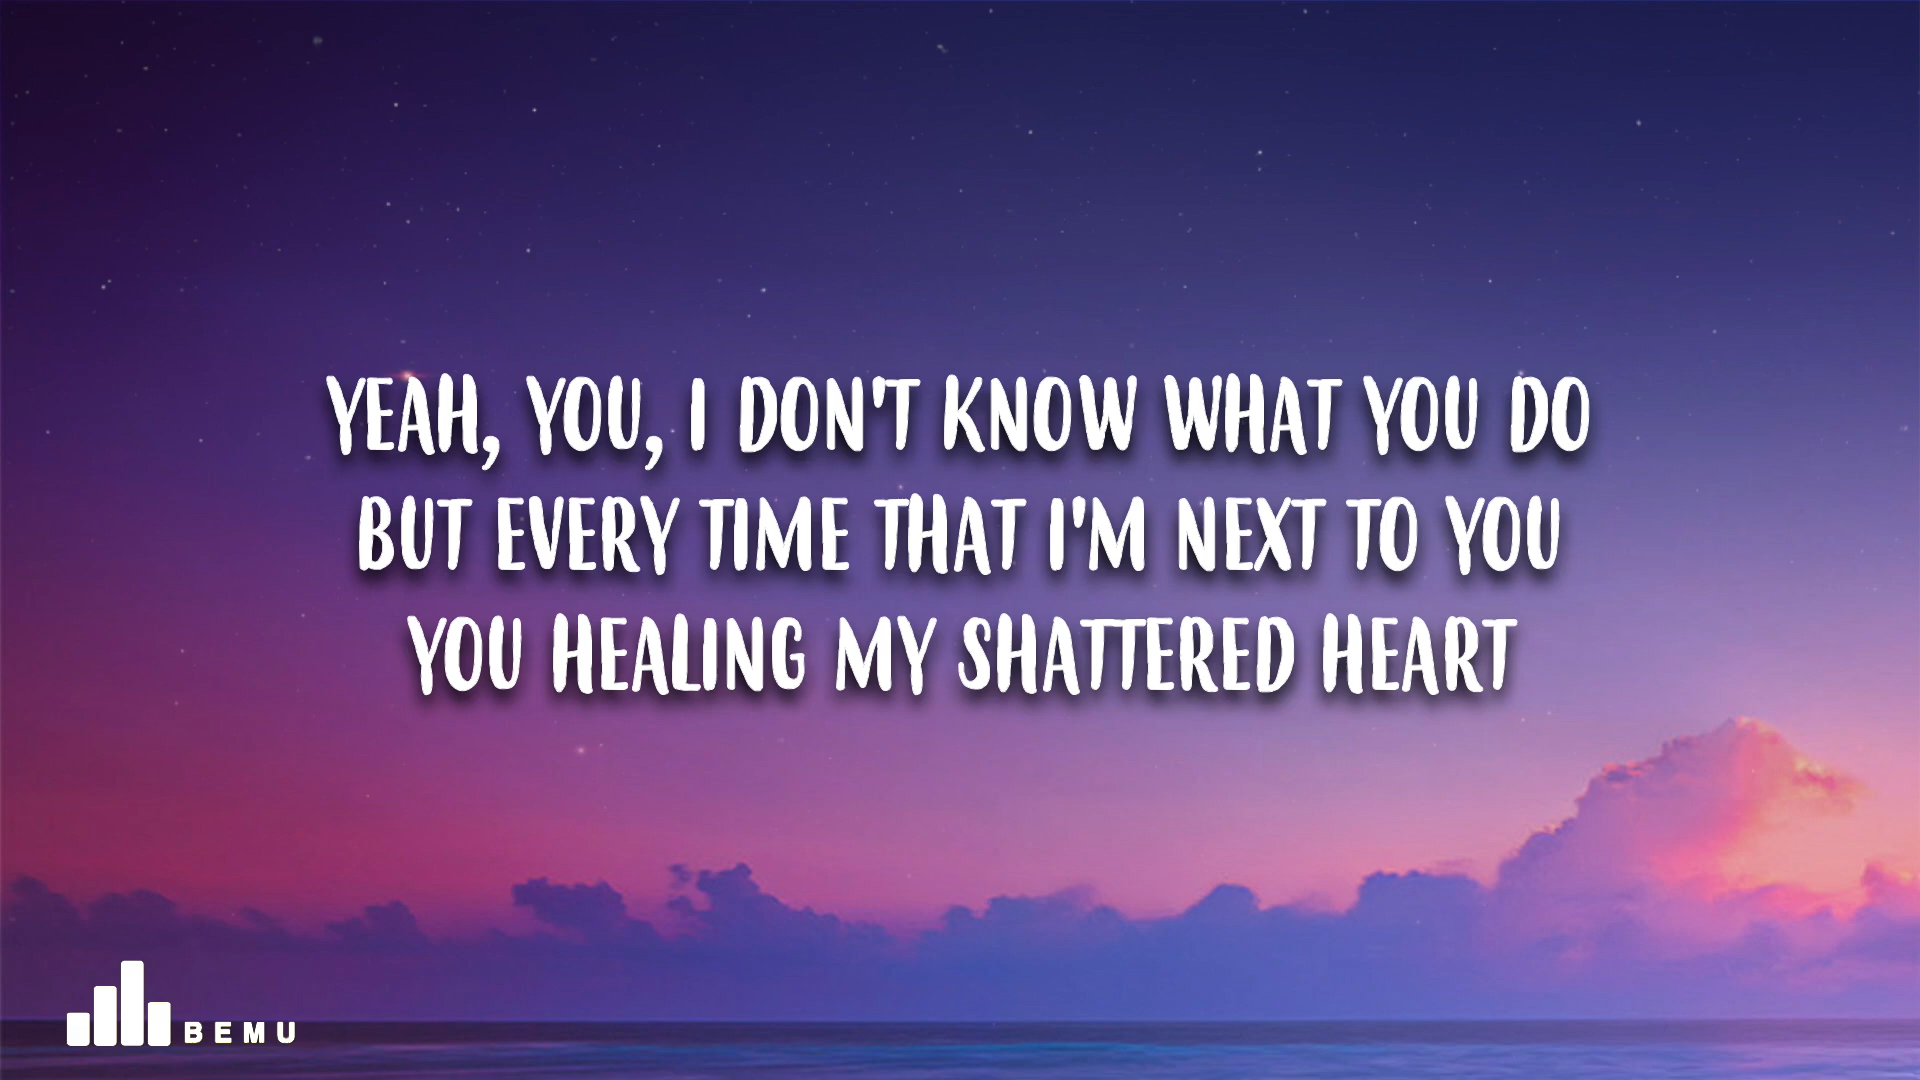 YEAH, YOU, I DON'T KNOW WHAT YOU DO
BUT EVERY TIME THAT I'M NEXT TO YOU
YOU HEALING MY SHATTERED HEART
BEMU